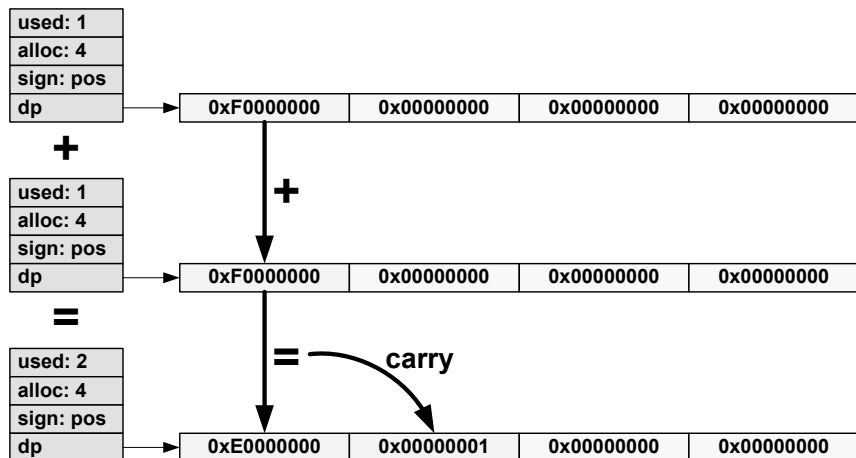 used: 1
alloc: 4
sign: pos
dp 0xF0000000 0x00000000 0x00000000 0x00000000
+
+
used: 1
alloc: 4
sign: pos
dp 0xF0000000 0x00000000 0x00000000 0x00000000
=
used: 2
= carry
alloc: 4
sign: pos
dp 0xE0000000 0x00000001 0x00000000 0x00000000